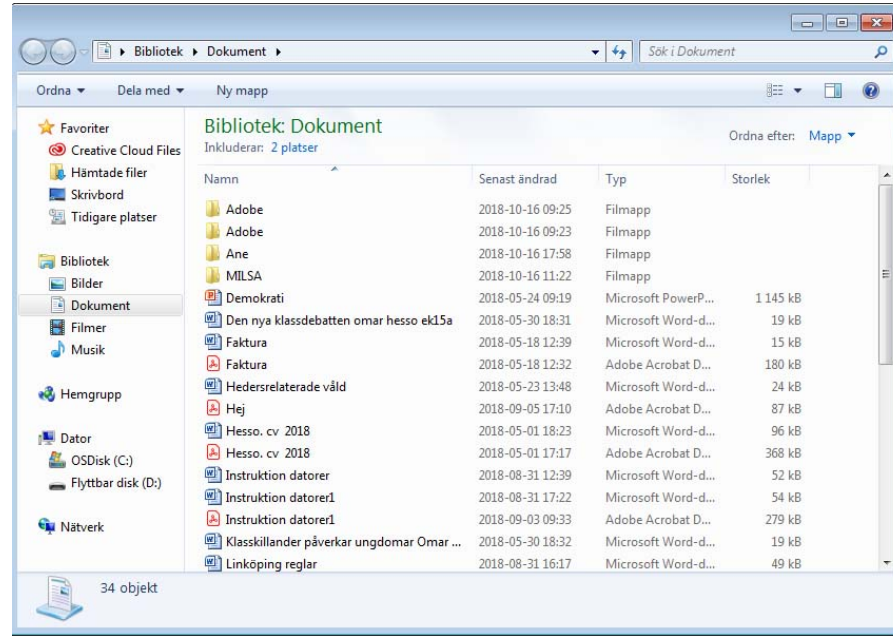 Bibliotek Dokument Sök i Dokument
Ordna Dela med Ny mapp
Favoriter
Creative Cloud Files
Hämtade filer
Skrivbord
Tidigare platser
Bibliotek
Bilder
Dokument
Filmer
Musik
Hemgrupp
Dator
OSDisk (C:)
Flyttbar disk (D:)
Nätverk
Bibliotek: Dokument
Inkluderar: 2 platser
Ordna efter: Mapp
Namn Senast ändrad Typ Storlek
Adobe 2018-10-16 09:25 Filmapp
Adobe 2018-10-16 09:23 Filmapp
Ane 2018-10-16 17:58 Filmapp
MILSA 2018-10-16 11:22 Filmapp
Demokrati 2018-05-24 09:19 Microsoft PowerP... 1 145 kB
Den nya klassdebatten omar hesso ek15a 2018-05-30 18:31 Microsoft Word-d... 19 kB
Faktura 2018-05-18 12:39 Microsoft Word-d... 15 kB
Faktura 2018-05-18 12:32 Adobe Acrobat D... 180 kB
Hedersrelaterade våld 2018-05-23 13:48 Microsoft Word-d... 24 kB
Hej 2018-09-05 17:10 Adobe Acrobat D... 87 kB
Hesso. cv 2018 2018-05-01 18:23 Microsoft Word-d... 96 kB
Hesso. cv 2018 2018-05-01 17:17 Adobe Acrobat D... 368 kB
Instruktion datorer 2018-08-31 12:39 Microsoft Word-d... 52 kB
Instruktion datorer1 2018-08-31 17:22 Microsoft Word-d... 54 kB
Instruktion datorer1 2018-09-03 09:33 Adobe Acrobat D... 279 kB
Klasskillander påverkar ungdomar Omar ... 2018-05-30 18:32 Microsoft Word-d... 19 kB
Linköping reglar 2018-08-31 16:17 Microsoft Word-d... 49 kB
34 objekt